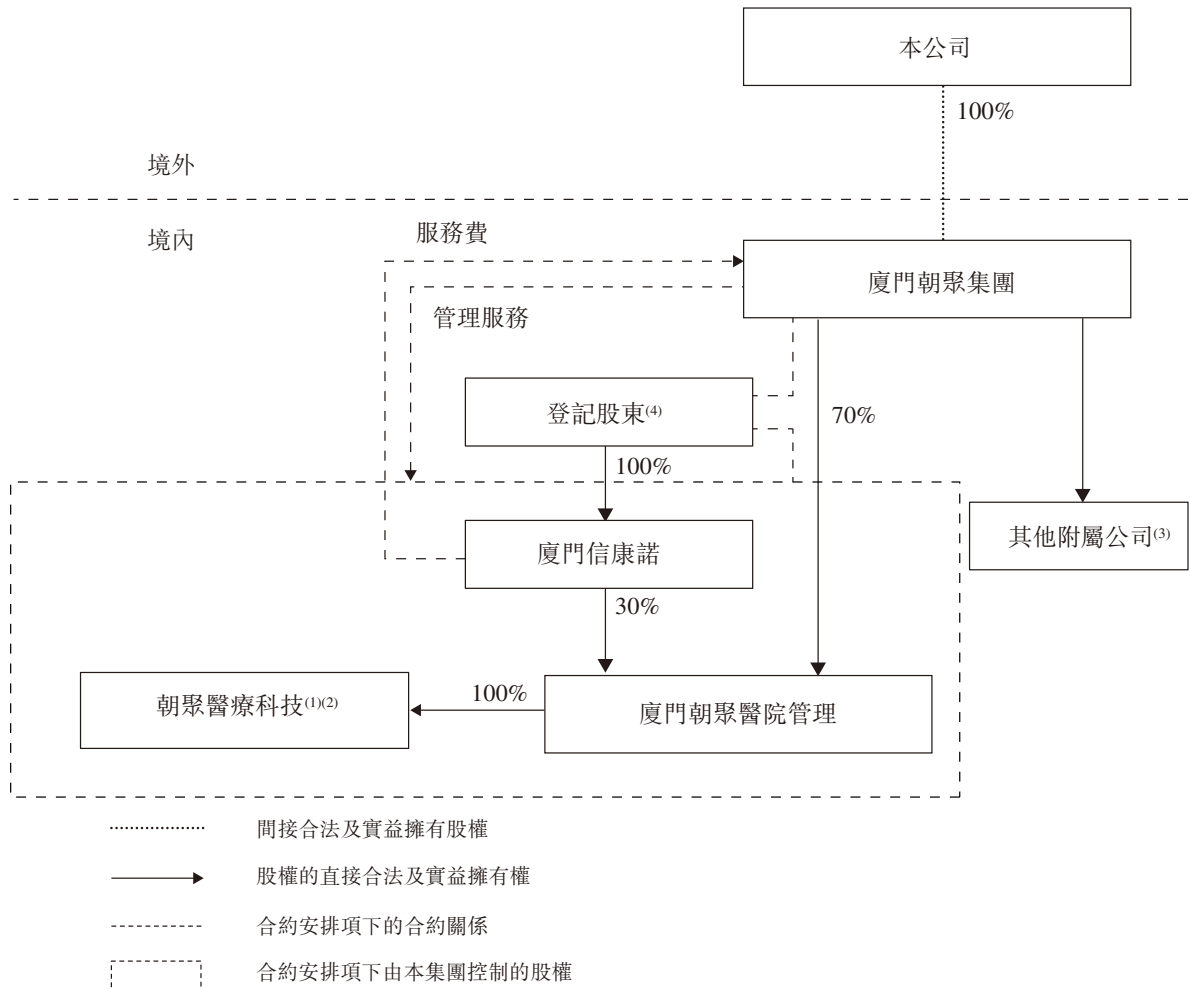 本公司
100%
境外
境內
服務費
廈門朝聚集團
管理服務
登記股東(4)
70%
100%
其他附屬公司(3)
廈門信康諾
30%
朝聚醫療科技(1)(2)
100%
廈門朝聚醫院管理
間接合法及實益擁有股權
股權的直接合法及實益擁有權
合約安排項下的合約關係
合約安排項下由本集團控制的股權